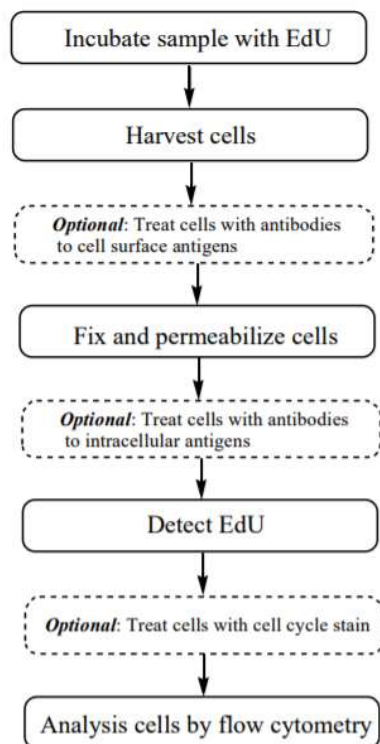 Incubate sample with EdU
Harvest cells
Optional: Treat cells with antibodies
to cell surface antigens
Fix and permeabilize cells
Optional: Treat cells with antibodies
to intracellular antigens
Detect EdU
Optional: Treat cells with cell cycle stain
Analysis cells by flow cytometry